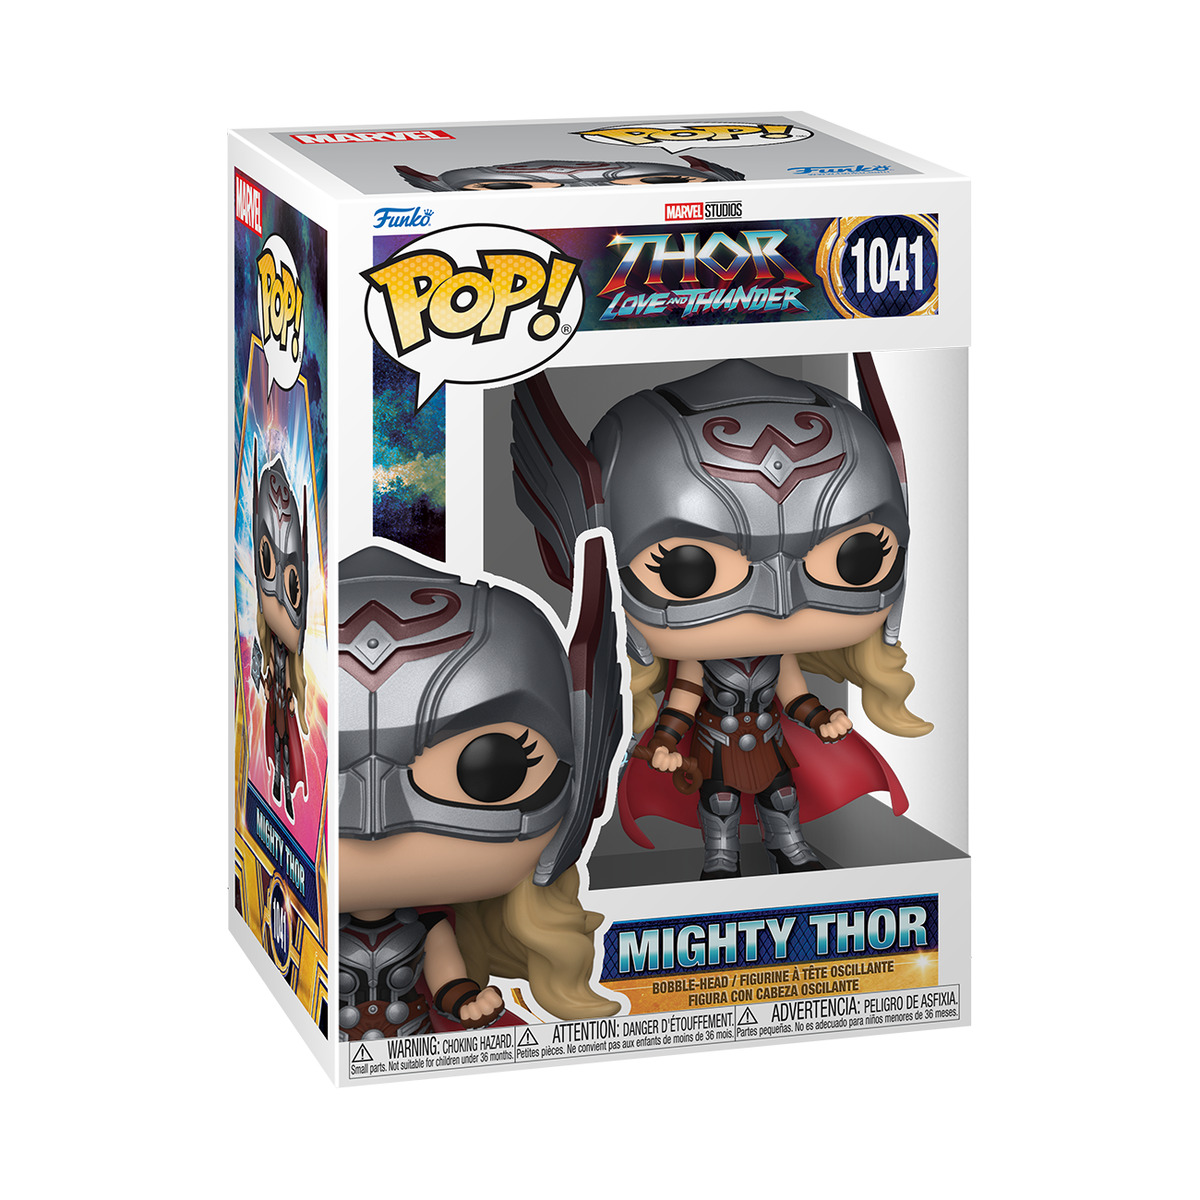 MARVEL
POP!
Funko
MARVEL
POP!
MIGHTY THOR
1041
Funko
POP!®
MARVEL STUDIOS
THOR
LOVE AND THUNDER
1041
MIGHTY THOR
BOBBLE-HEAD / FIGURINE À TÊTE OSCILLANTE
FIGURA CON CABEZA OSCILANTE
WARNING: CHOKING HAZARD.
Small parts. Not suitable for children under 36 months.
ATTENTION: DANGER D'ÉTOUFFEMENT.
Petites pièces. Ne convient pas aux enfants de moins de 36 mois.
ADVERTENCIA: PELIGRO DE ASFIXIA.
Partes pequeñas. No es adecuado para niños menores de 36 meses.